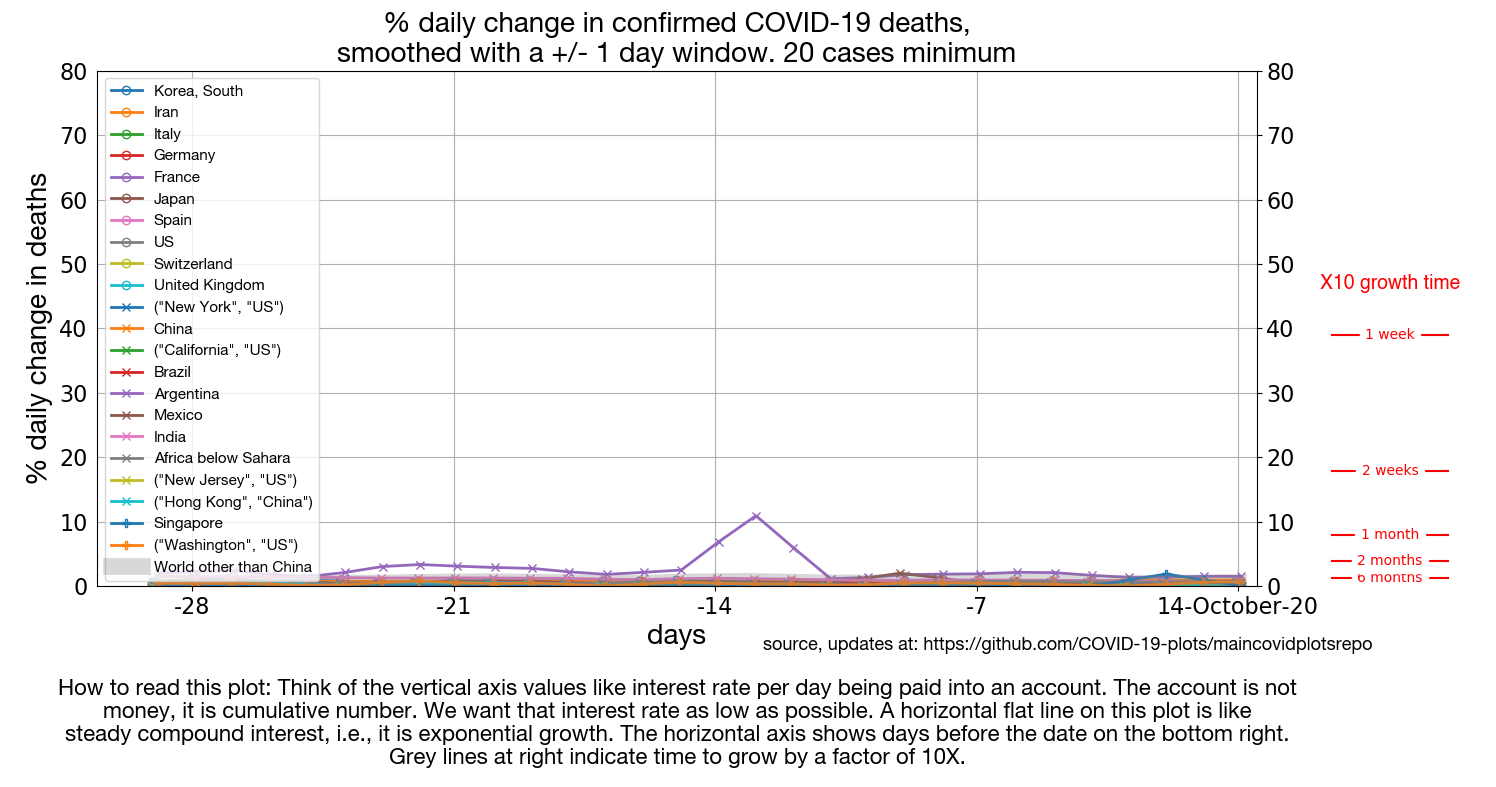 % daily change in confirmed COVID-19 deaths,
smoothed with a +/- 1 day window. 20 cases minimum
% daily change in deaths
80
70
60
50
40
30
20
10
0
Korea, South
Iran
Italy
Germany
France
Japan
Spain
US
Switzerland
United Kingdom
("New York", "US")
China
("California", "US")
Brazil
Argentina
Mexico
India
Africa below Sahara
("New Jersey", "US")
("Hong Kong", "China")
Singapore
("Washington", "US")
World other than China
80
70
60
50
40
30
20
10
0
X10 growth time
1 week
2 weeks
1 month
2 months
6 months
-28
-21
-14
-7
14-October-20
days
source, updates at: https://github.com/COVID-19-plots/maincovidplotsrepo
How to read this plot: Think of the vertical axis values like interest rate per day being paid into an account. The account is not
money, it is cumulative number. We want that interest rate as low as possible. A horizontal flat line on this plot is like
steady compound interest, i.e., it is exponential growth. The horizontal axis shows days before the date on the bottom right.
Grey lines at right indicate time to grow by a factor of 10X.